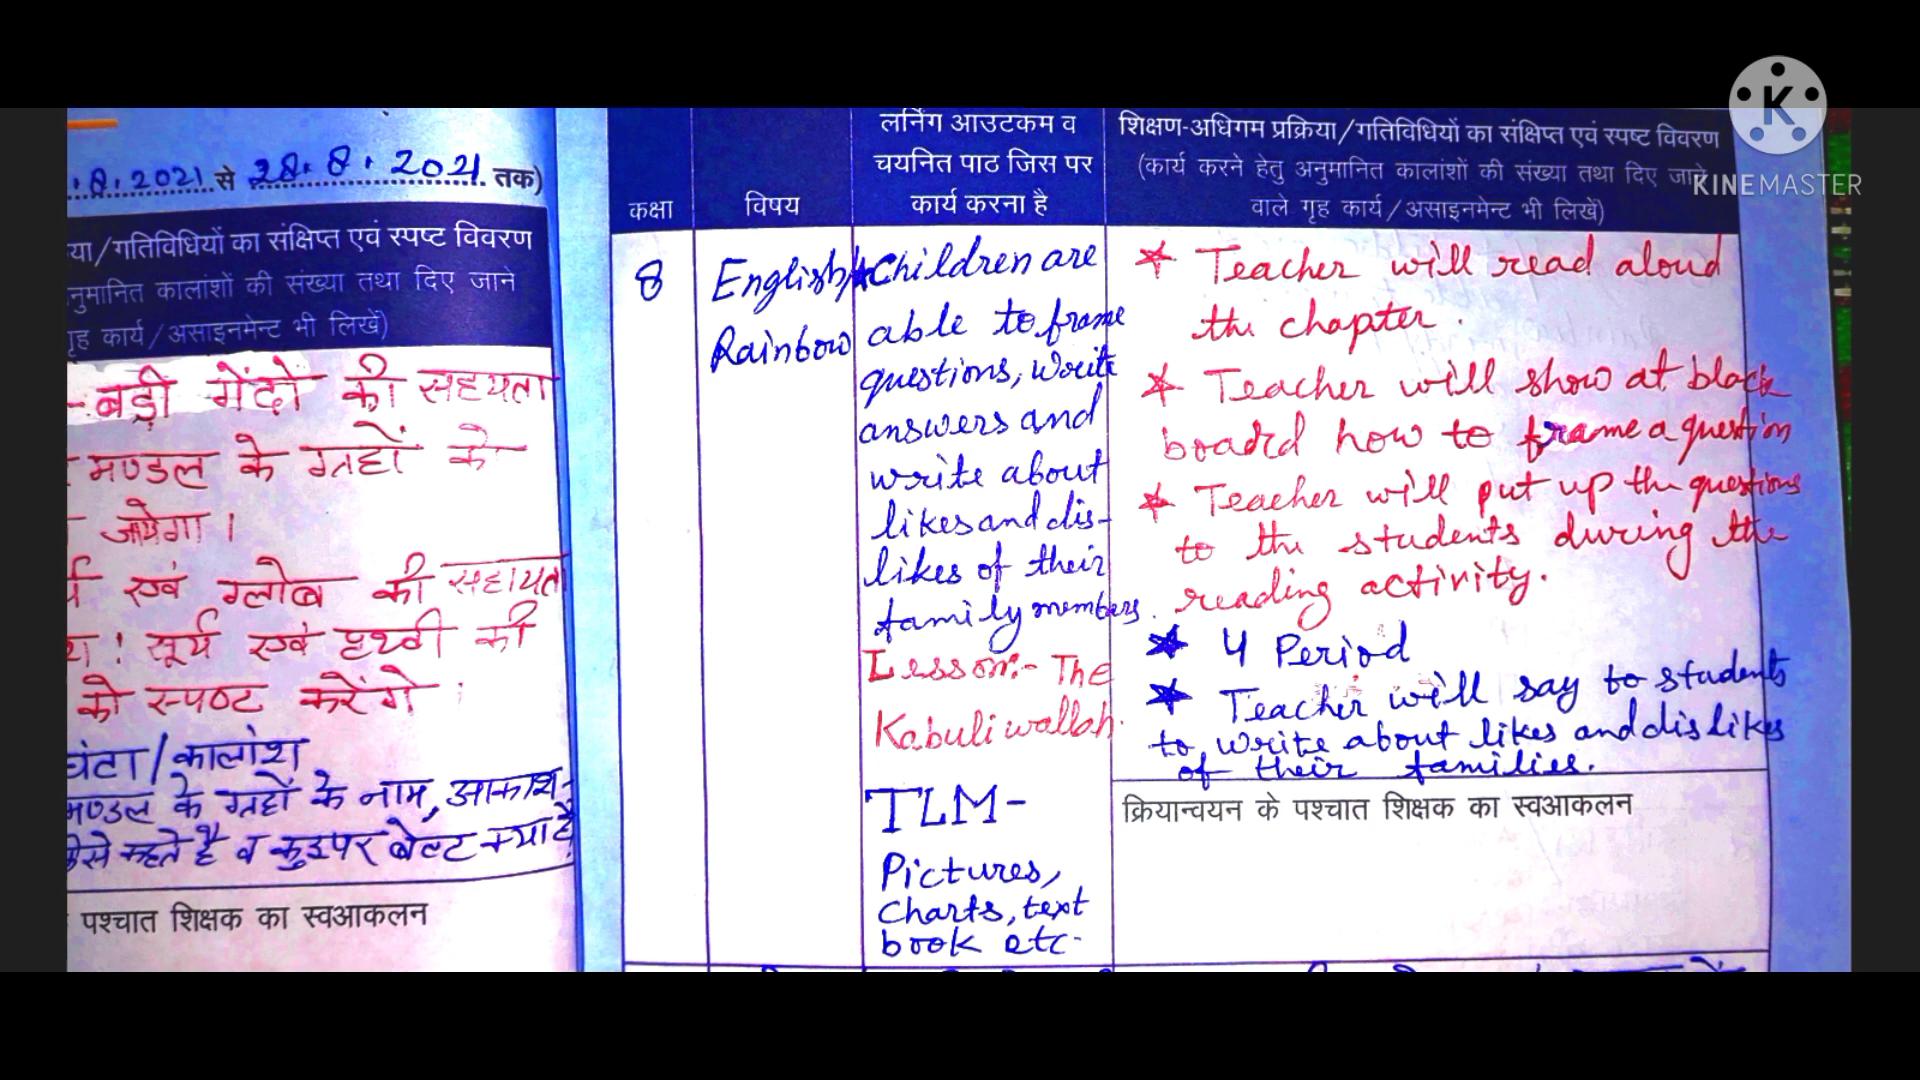 .8.2021 से 28.8.2021 तक)
या/गतिविधियों का संक्षिप्त एवं स्पष्ट विवरण
नुमानित कालाशों की संख्या तथा दिए जाने
गृह कार्य/असाइनमेन्ट भी लिखें)
-बड़ी गेंदो की सहयता
मण्डल के ग्रहों के
जायेगा।
एवं ग्लोब की सहायता
सूर्य एवं पृथ्वी की
को स्पष्ट करेंगे
घंटा/कालांश
मण्डल के ग्रहों के नाम, आकाश-
कहते है व कुइपर बेल्ट क्या है
पश्चात शिक्षक का स्वआकलन
कक्षा
विषय
लर्निंग आउटकम व
चयनित पाठ जिस पर
कार्य करना है
शिक्षण-अधिगम प्रक्रिया/गतिविधियों का संक्षिप्त एवं स्पष्ट विवरण
(कार्य करने हेतु अनुमानित कालांशों की संख्या तथा दिए जाने
वाले गृह कार्य/असाइनमेन्ट भी लिखें)
8
English/
Rainbow
Children are
able to frame
questions, write
answers and
write about
likes and dis-
likes of their
family members.
Lesson:- The
Kabuliwallah.
TLM-
Pictures,
Charts, text
book etc-
Teacher will read aloud
the chapter.
Teacher will show at black
board how to frame a question
Teacher will put up the questions
to the students during the
reading activity.
4 Period
Teacher will say to students
to write about likes and dislikes
of their families.
क्रियान्वयन के पश्चात शिक्षक का स्वआकलन
K
KINEMASTER